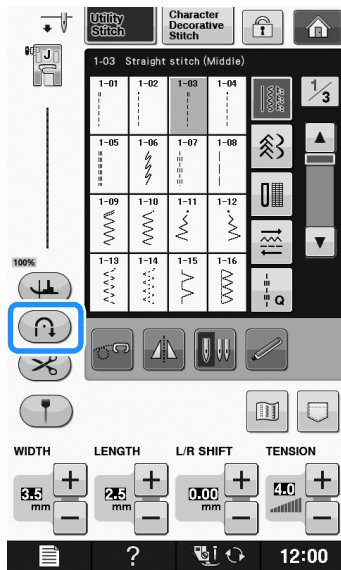 Utility
Stitch
Character
Decorative
Stitch
J
1-03 Straight stitch (Middle)
1-01 1-02 1-03 1-04
1/3
1-05 1-06 1-07 1-08
1-09 1-10 1-11 1-12
1-13 1-14 1-15 1-16
Q
100%
WIDTH LENGTH L/R SHIFT TENSION
3.5 mm + −
2.5 mm + −
0.00 mm + −
4.0 + −
? 12:00